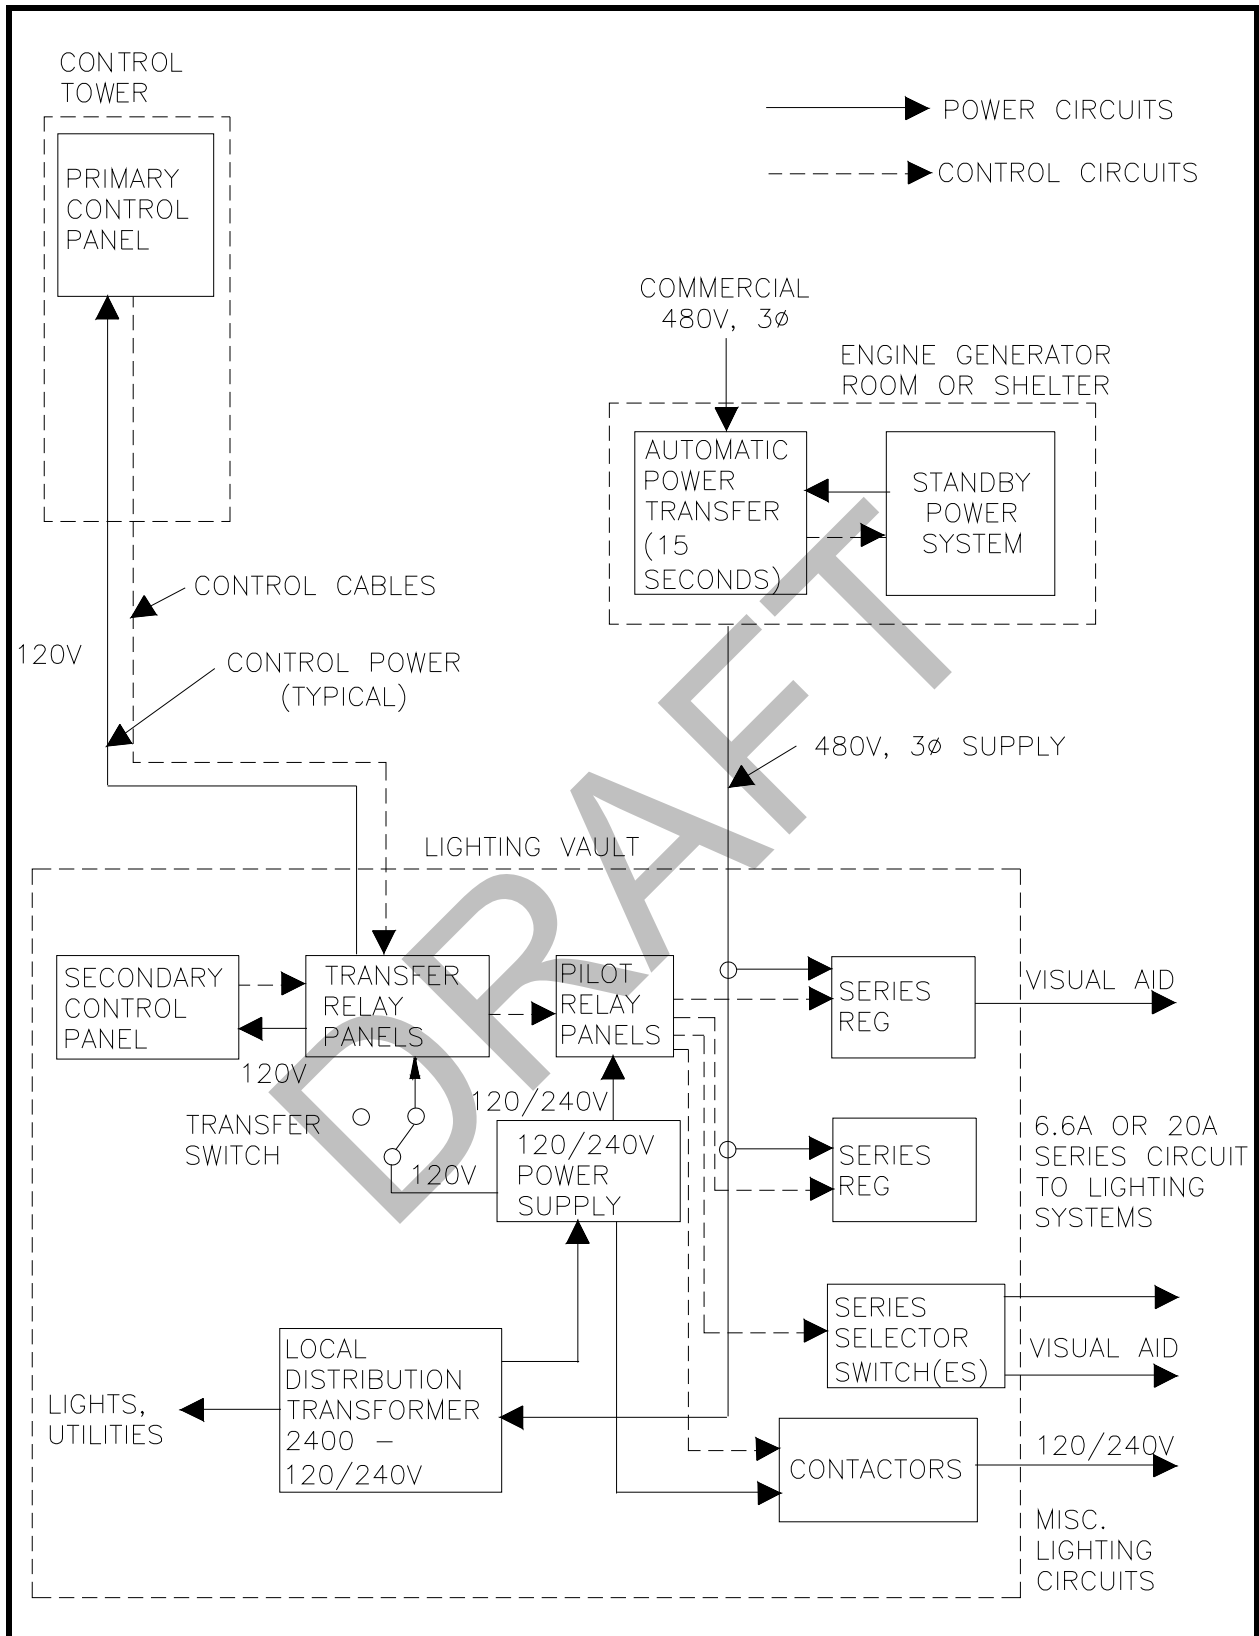 CONTROL
TOWER
POWER CIRCUITS
CONTROL CIRCUITS
PRIMARY
CONTROL
PANEL
COMMERCIAL
480V, 3ø
ENGINE GENERATOR
ROOM OR SHELTER
AUTOMATIC
POWER
TRANSFER
(15
SECONDS)
STANDBY
POWER
SYSTEM
CONTROL CABLES
120V
CONTROL POWER
(TYPICAL)
480V, 3ø SUPPLY
LIGHTING VAULT
DRAFT
SECONDARY
CONTROL
PANEL
TRANSFER
RELAY
PANELS
PILOT
RELAY
PANELS
SERIES
REG
VISUAL AID
120V
120/240V
TRANSFER
SWITCH
120V
120/240V
POWER
SUPPLY
SERIES
REG
6.6A OR 20A
SERIES CIRCUIT
TO LIGHTING
SYSTEMS
SERIES
SELECTOR
SWITCH(ES)
VISUAL AID
LOCAL
DISTRIBUTION
TRANSFORMER
2400 –
120/240V
LIGHTS,
UTILITIES
CONTACTORS
120/240V
MISC.
LIGHTING
CIRCUITS